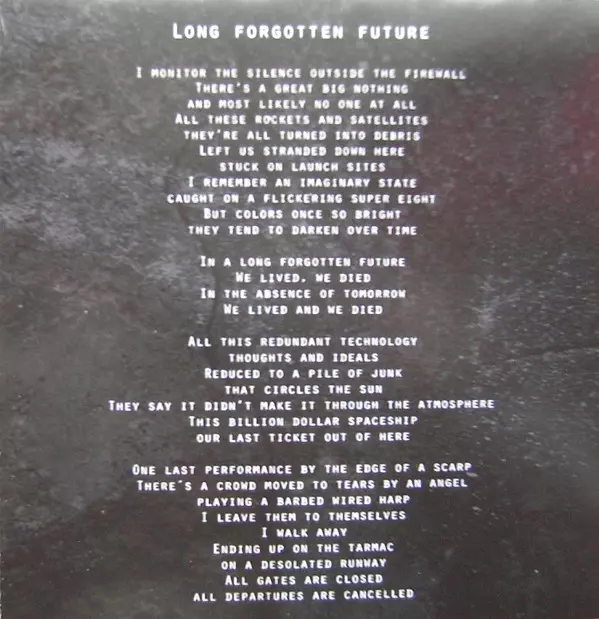 LONG FORGOTTEN FUTURE
I MONITOR THE SILENCE OUTSIDE THE FIREWALL
THERE'S A GREAT BIG NOTHING
AND MOST LIKELY NO ONE AT ALL
ALL THESE ROCKETS AND SATELLITES
THEY'RE ALL TURNED INTO DEBRIS
LEFT US STRANDED DOWN HERE
STUCK ON LAUNCH SITES
I REMEMBER AN IMAGINARY STATE
CAUGHT ON A FLICKERING SUPER EIGHT
BUT COLORS ONCE SO BRIGHT
THEY TEND TO DARKEN OVER TIME
IN A LONG FORGOTTEN FUTURE
WE LIVED, WE DIED
IN THE ABSENCE OF TOMORROW
WE LIVED AND WE DIED
ALL THIS REDUNDANT TECHNOLOGY
THOUGHTS AND IDEALS
REDUCED TO A PILE OF JUNK
THAT CIRCLES THE SUN
THEY SAY IT DIDN'T MAKE IT THROUGH THE ATMOSPHERE
THIS BILLION DOLLAR SPACESHIP
OUR LAST TICKET OUT OF HERE
ONE LAST PERFORMANCE BY THE EDGE OF A SCARP
THERE'S A CROWD MOVED TO TEARS BY AN ANGEL
PLAYING A BARBED WIRED HARP
I LEAVE THEM TO THEMSELVES
I WALK AWAY
ENDING UP ON THE TARMAC
ON A DESOLATED RUNWAY
ALL GATES ARE CLOSED
ALL DEPARTURES ARE CANCELLED